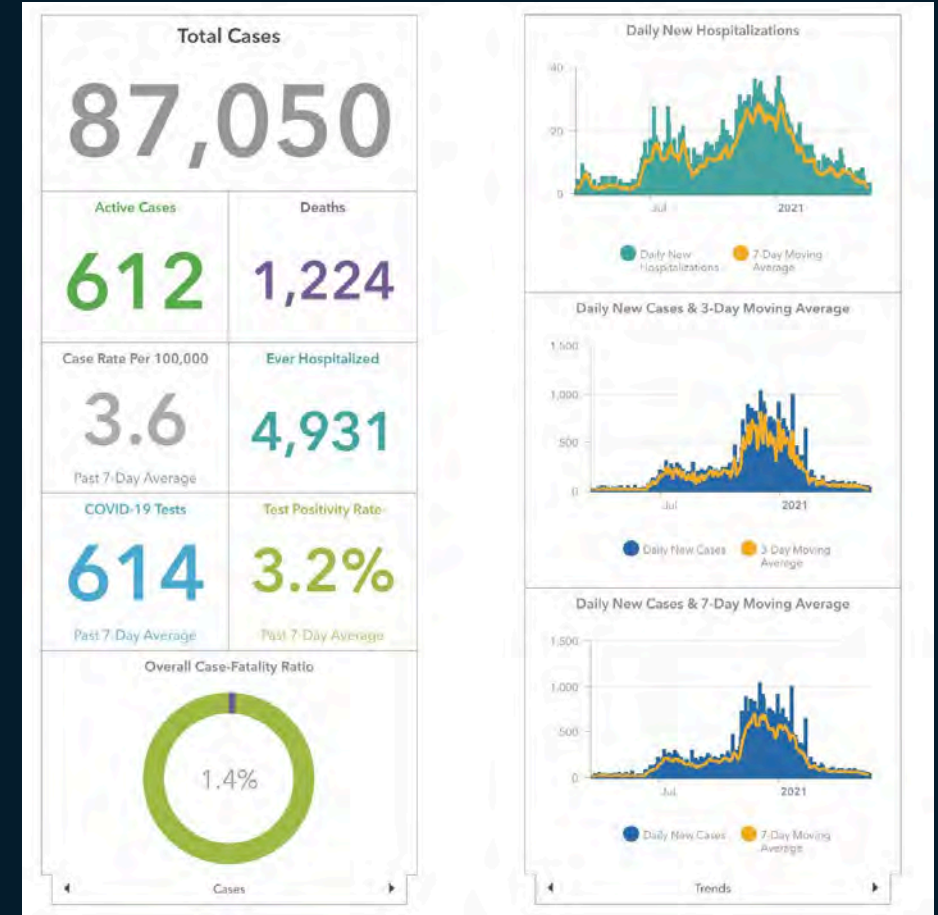 Total Cases
87,050
Active Cases
612
Deaths
1,224
Case Rate Per 100,000
3.6
Past 7-Day Average
Ever Hospitalized
4,931
COVID-19 Tests
614
Past 7-Day Average
Test Positivity Rate
3.2%
Past 7-Day Average
Overall Case-Fatality Ratio
1.4%
Cases
Daily New Hospitalizations
40
20
0
Jul
2021
Daily New
Hospitalizations
7-Day Moving
Average
Daily New Cases & 3-Day Moving Average
1,500
1,000
500
0
Jul
2021
Daily New Cases
3-Day Moving
Average
Daily New Cases & 7-Day Moving Average
1,500
1,000
500
0
Jul
2021
Daily New Cases
7-Day Moving
Average
Trends